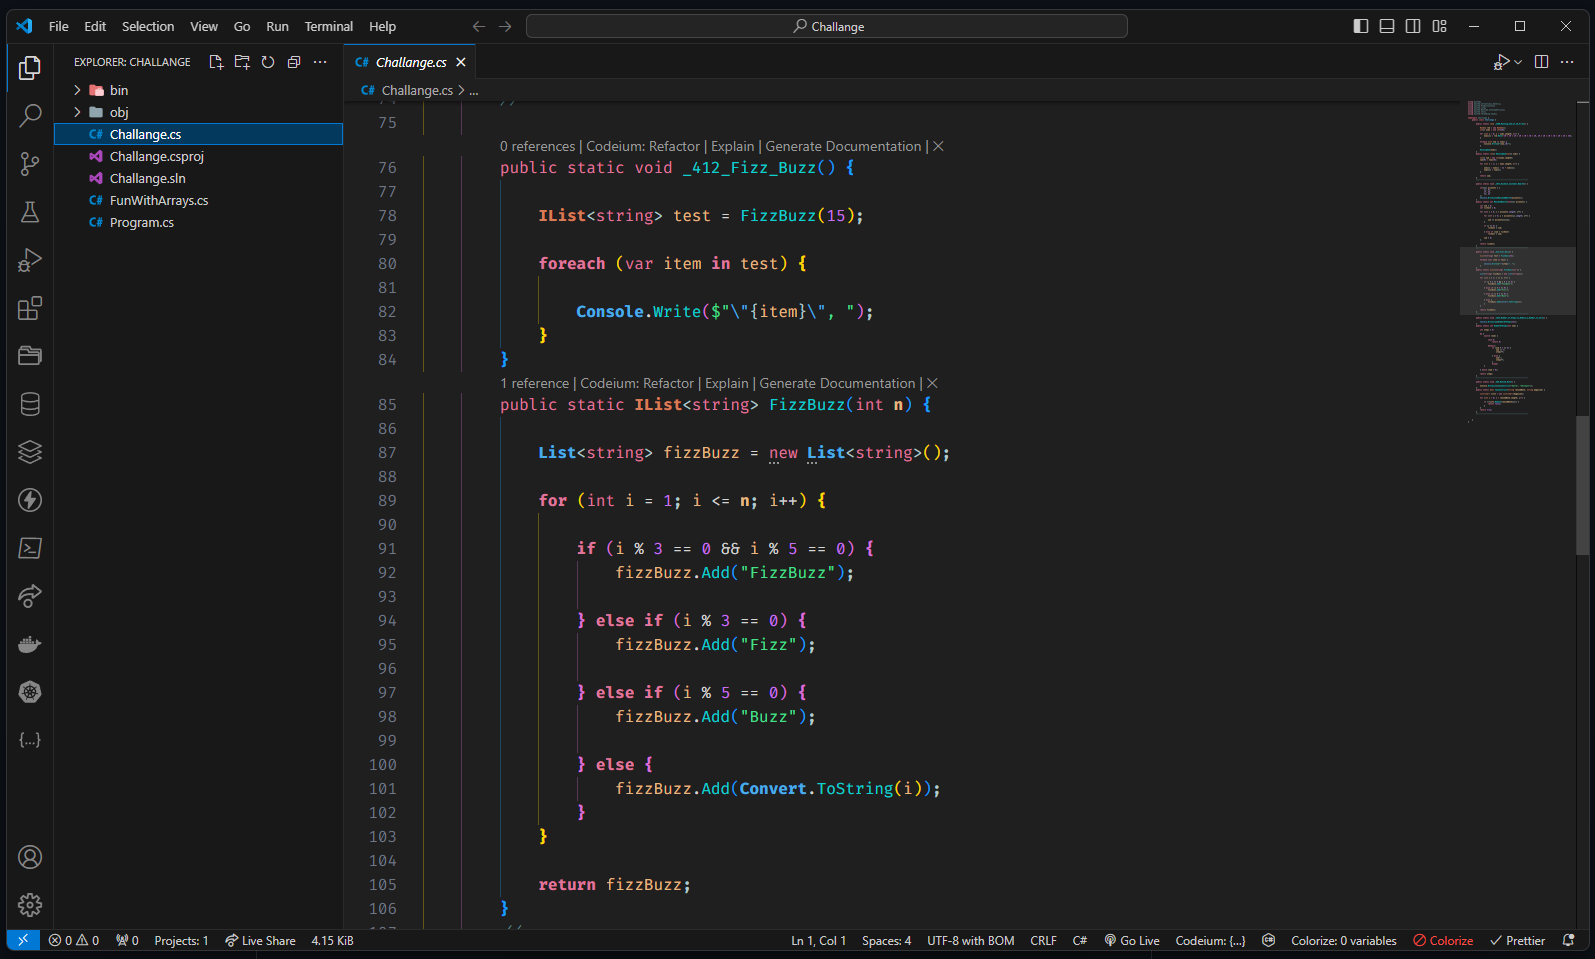 File Edit Selection View Go Run Terminal Help
Challange
EXPLORER: CHALLANGE
bin
obj
C# Challange.cs
Challange.csproj
Challange.sln
C# FunWithArrays.cs
C# Program.cs
C# Challange.cs
C# Challange.cs > ...
75
0 references | Codeium: Refactor | Explain | Generate Documentation | ×
76 public static void _412_Fizz_Buzz() {
77
78 IList<string> test = FizzBuzz(15);
79
80 foreach (var item in test) {
81
82 Console.Write($"\"{item}\", ");
83 }
84 }
1 reference | Codeium: Refactor | Explain | Generate Documentation | ×
85 public static IList<string> FizzBuzz(int n) {
86
87 List<string> fizzBuzz = new List<string>();
88
89 for (int i = 1; i <= n; i++) {
90
91 if (i % 3 == 0 && i % 5 == 0) {
92 fizzBuzz.Add("FizzBuzz");
93
94 } else if (i % 3 == 0) {
95 fizzBuzz.Add("Fizz");
96
97 } else if (i % 5 == 0) {
98 fizzBuzz.Add("Buzz");
99
100 } else {
101 fizzBuzz.Add(Convert.ToString(i));
102 }
103 }
104
105 return fizzBuzz;
106 }
//
0 0 0 Projects: 1 Live Share 4.15 KiB Ln 1, Col 1 Spaces: 4 UTF-8 with BOM CRLF C# Go Live Codeium: {...} Colorize: 0 variables Colorize Prettier